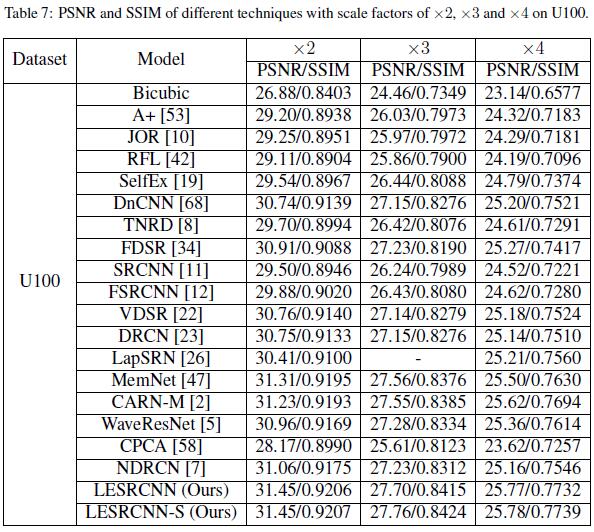 Table 7: PSNR and SSIM of different techniques with scale factors of ×2, ×3 and ×4 on U100.
Dataset Model ×2 ×3 ×4
PSNR/SSIM PSNR/SSIM PSNR/SSIM
U100
Bicubic 26.88/0.8403 24.46/0.7349 23.14/0.6577
A+ [53] 29.20/0.8938 26.03/0.7973 24.32/0.7183
JOR [10] 29.25/0.8951 25.97/0.7972 24.29/0.7181
RFL [42] 29.11/0.8904 25.86/0.7900 24.19/0.7096
SelfEx [19] 29.54/0.8967 26.44/0.8088 24.79/0.7374
DnCNN [68] 30.74/0.9139 27.15/0.8276 25.20/0.7521
TNRD [8] 29.70/0.8994 26.42/0.8076 24.61/0.7291
FDSR [34] 30.91/0.9088 27.23/0.8190 25.27/0.7417
SRCNN [11] 29.50/0.8946 26.24/0.7989 24.52/0.7221
FSRCNN [12] 29.88/0.9020 26.43/0.8080 24.62/0.7280
VDSR [22] 30.76/0.9140 27.14/0.8279 25.18/0.7524
DRCN [23] 30.75/0.9133 27.15/0.8276 25.14/0.7510
LapSRN [26] 30.41/0.9100 - 25.21/0.7560
MemNet [47] 31.31/0.9195 27.56/0.8376 25.50/0.7630
CARN-M [2] 31.23/0.9193 27.55/0.8385 25.62/0.7694
WaveResNet [5] 30.96/0.9169 27.28/0.8334 25.36/0.7614
CPCA [58] 28.17/0.8990 25.61/0.8123 23.62/0.7257
NDRCN [7] 31.06/0.9175 27.23/0.8312 25.16/0.7546
LESRCNN (Ours) 31.45/0.9206 27.70/0.8415 25.77/0.7732
LESRCNN-S (Ours) 31.45/0.9207 27.76/0.8424 25.78/0.7739